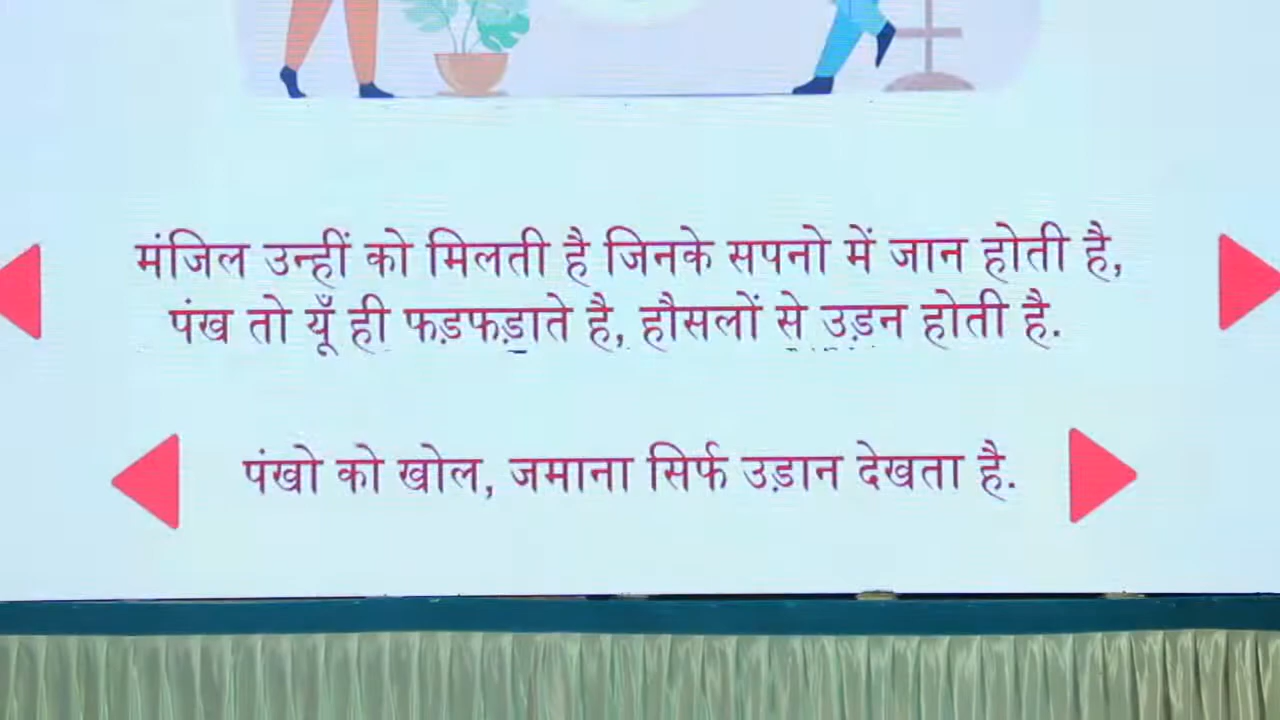 मंजिल उन्हीं को मिलती है जिनके सपनो में जान होती है,
पंख तो यूँ ही फड़फड़ाते है, हौसलों से उड़न होती है.
पंखो को खोल, जमाना सिर्फ उड़ान देखता है.